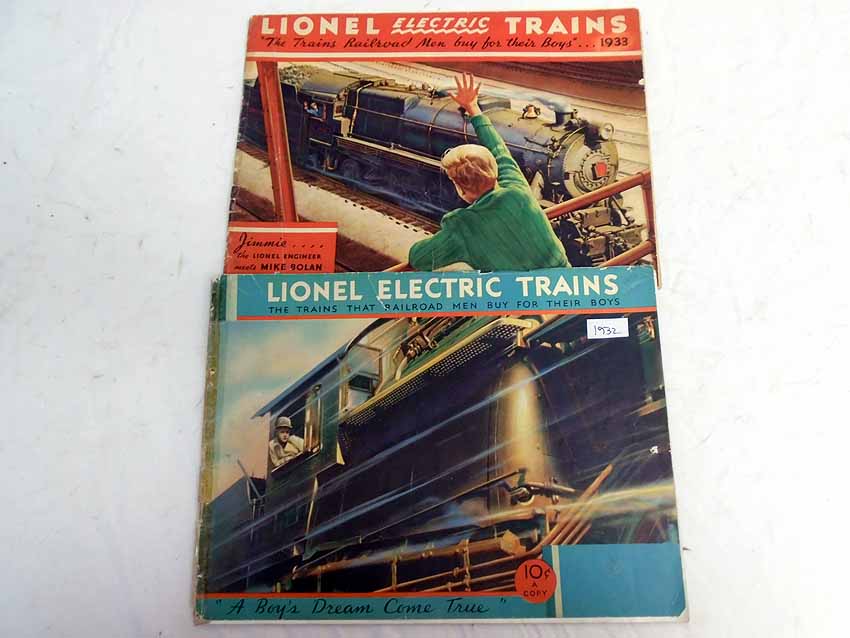 LIONEL ELECTRIC TRAINS
"The Trains Railroad Men buy for their Boys"... 1933
Jimmie....
the LIONEL ENGINEER
meets MIKE BOLAN
LIONEL ELECTRIC TRAINS
THE TRAINS THAT RAILROAD MEN BUY FOR THEIR BOYS
1932
10¢
A
COPY
"A Boy's Dream Come True"